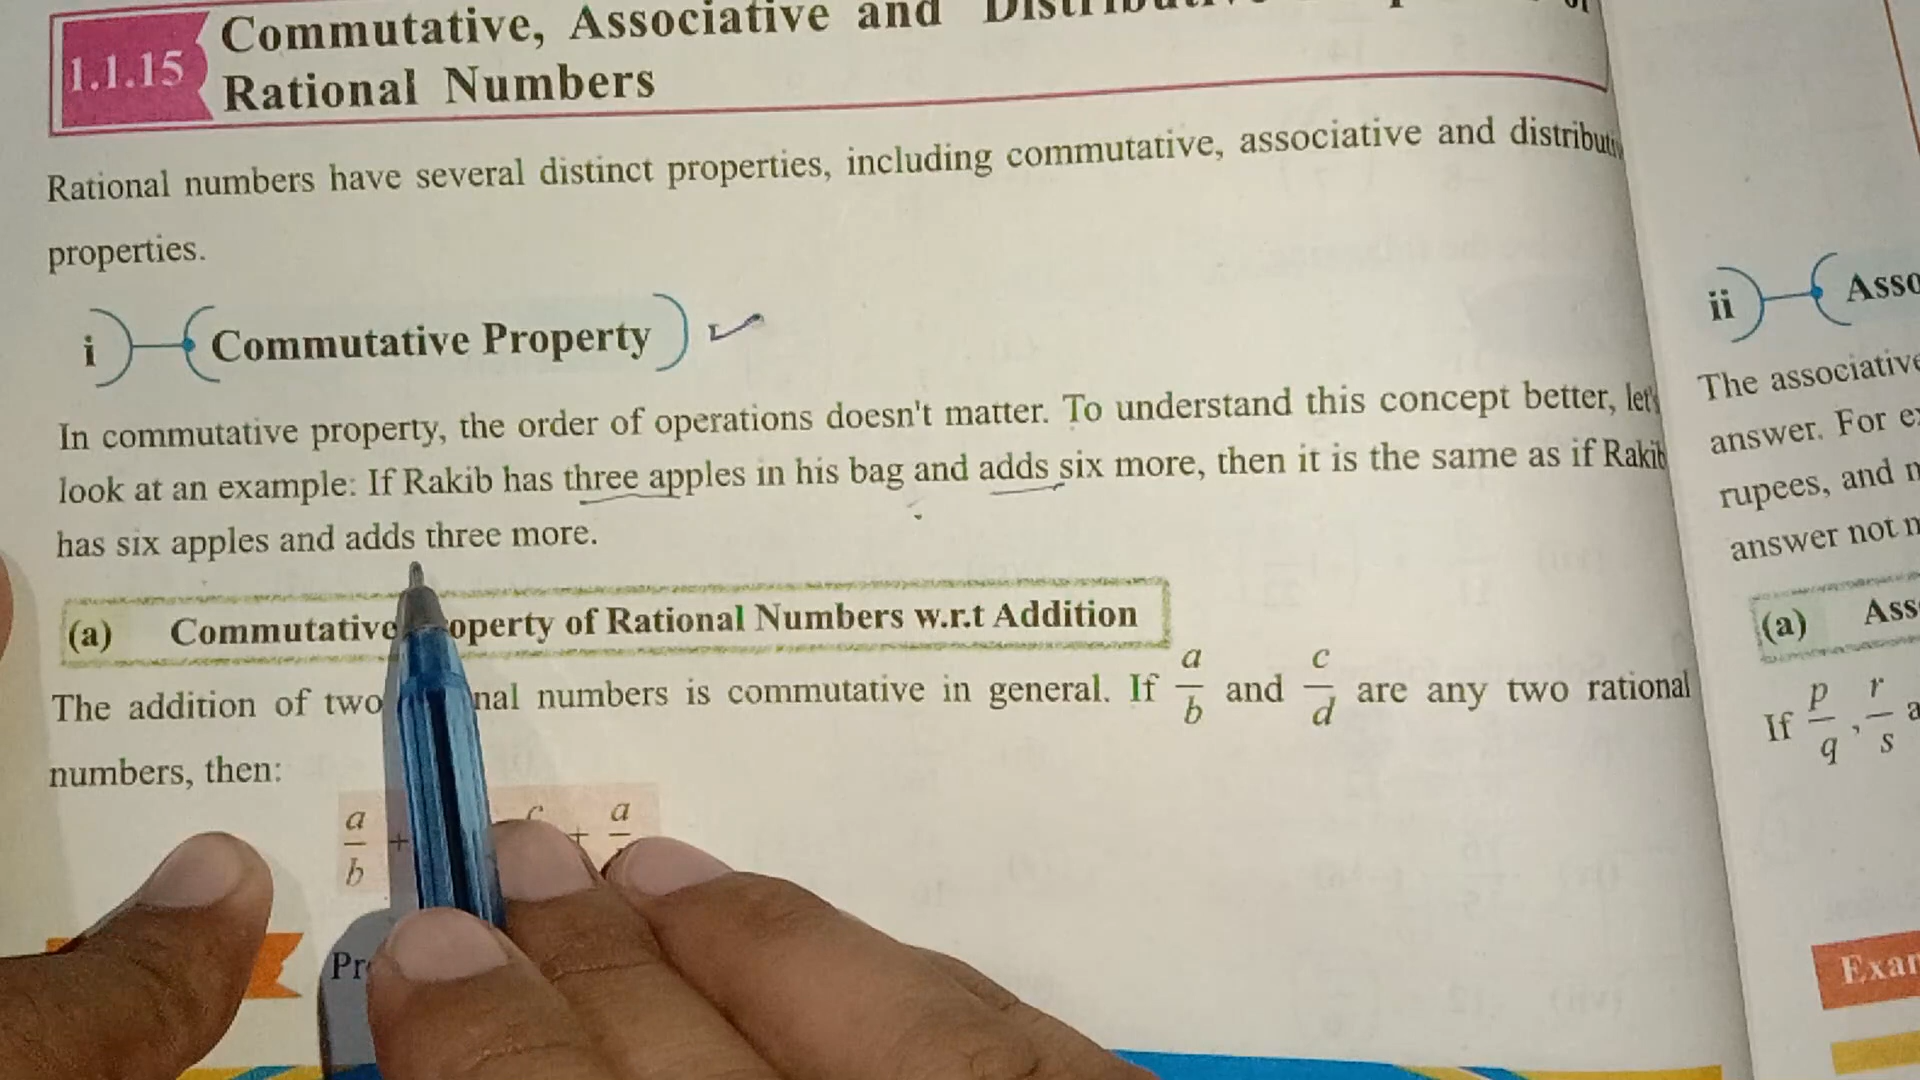 1.1.15 Commutative, Associative and
Rational Numbers
Rational numbers have several distinct properties, including commutative, associative and
properties.
i Commutative Property
In commutative property, the order of operations doesn't matter. To understand this concept better, let's
look at an example: If Rakib has three apples in his bag and adds six more, then it is the same as if Rakib
has six apples and adds three more.
(a) Commutative operty of Rational Numbers w.r.t Addition
The addition of two nal numbers is commutative in general. If a/b and c/d are any two rational
numbers, then:
a/b + c + a
Pr
ii Asso
The associative
answer. For e
rupees, and
answer not
(a) Ass
If p/q, r/s a
Exam